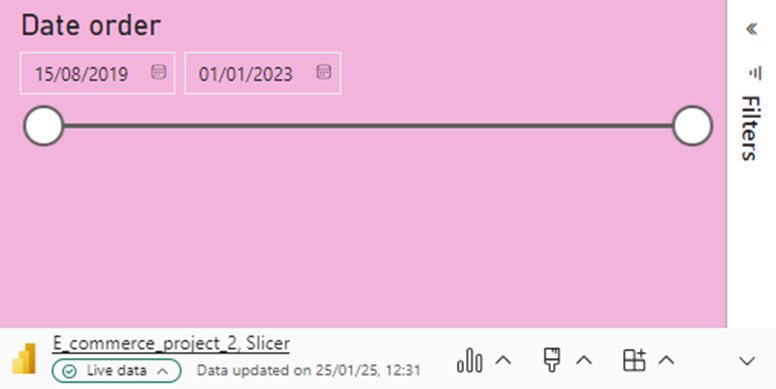 Date order
15/08/2019 01/01/2023
Filters
E_commerce_project_2, Slicer
Live data Data updated on 25/01/25, 12:31